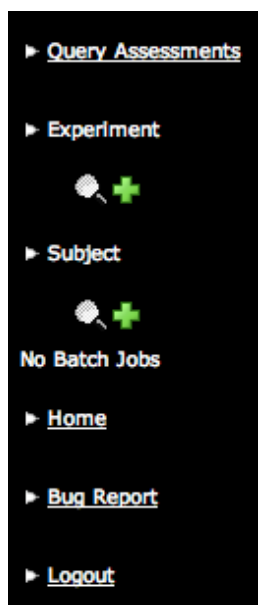 Query Assessments
Experiment
Subject
No Batch Jobs
Home
Bug Report
Logout